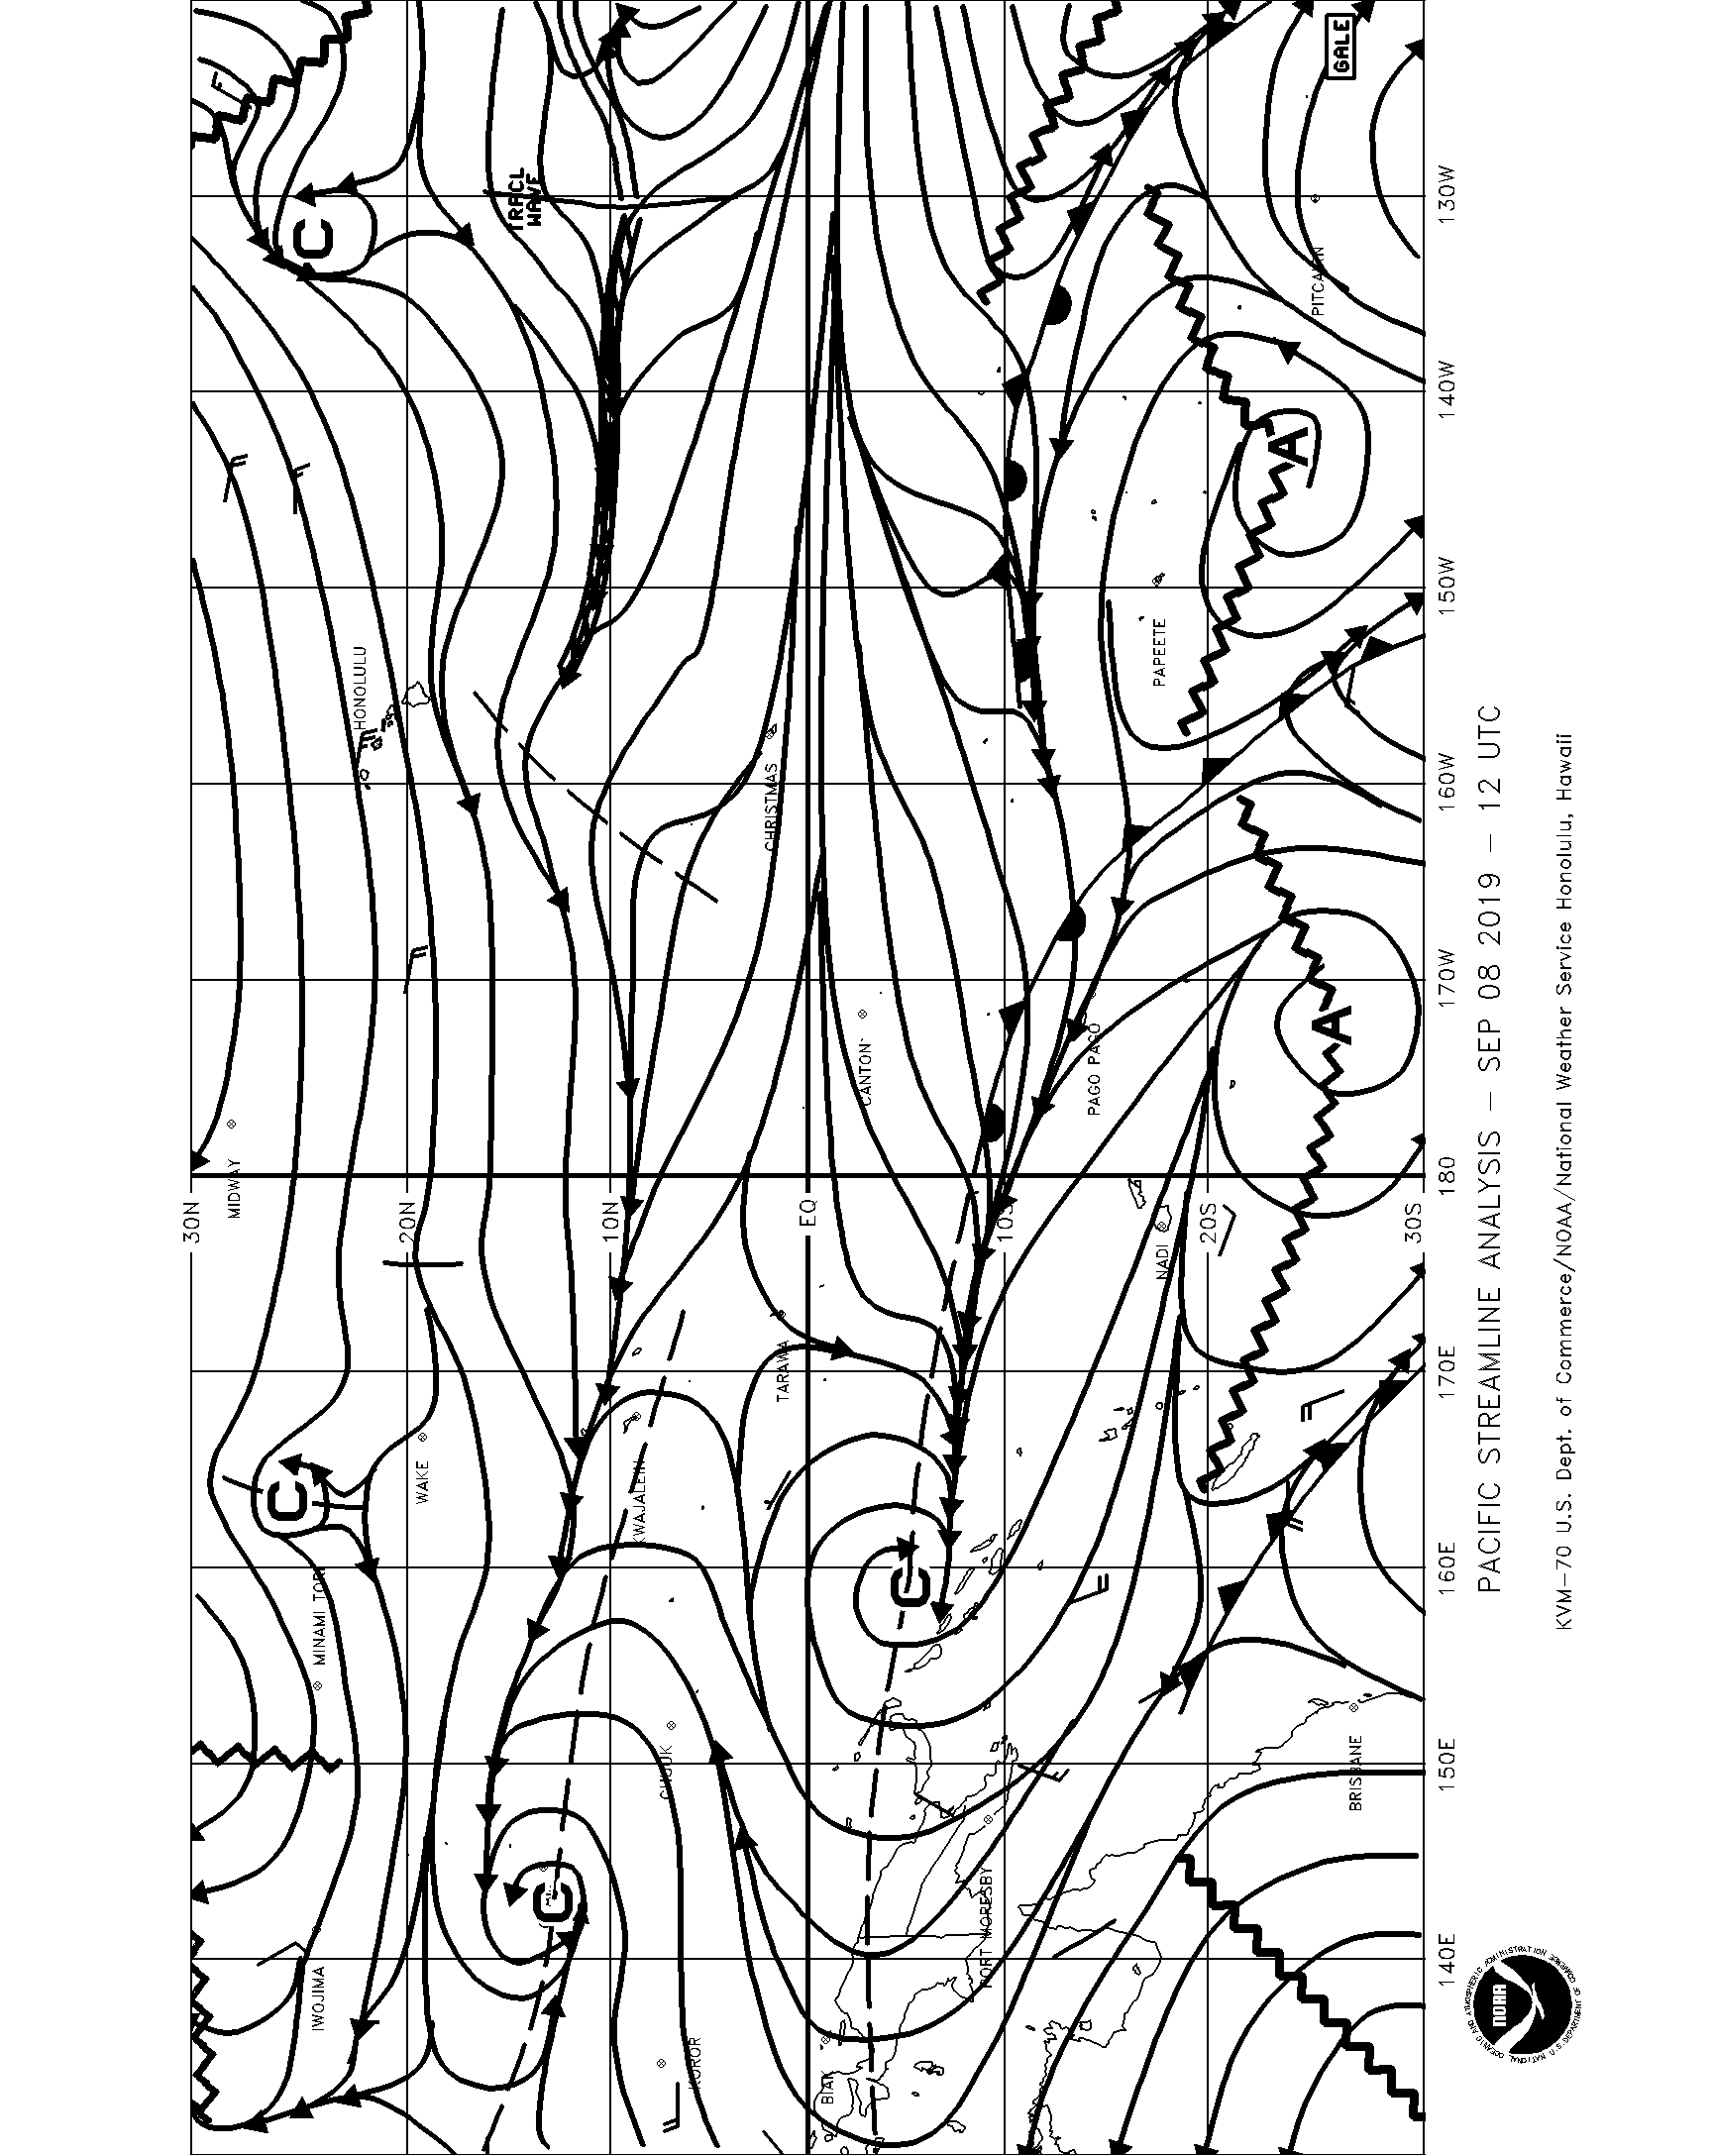 PACIFIC STREAMLINE ANALYSIS — SEP 08 2019 — 12 UTC
KVM-70 U.S. Dept. of Commerce/NOAA/National Weather Service Honolulu, Hawaii
30N
20N
10N
EQ
10S
20S
30S
140E
150E
160E
170E
180
170W
160W
150W
140W
130W
IWOJIMA
MINAMI TORI
WAKE
MIDWAY
HONOLULU
KOROR
CHUUK
KWAJALEIN
TARAWA
CHRISTMAS
CANTON
BIAK
PORT MORESBY
BRISBANE
NADI
PAGO PAGO
PAPEETE
PITCAIRN
TRPCL
WAVE
GALE
C
C
C
C
A
A
NOAA
NATIONAL OCEANIC AND ATMOSPHERIC ADMINISTRATION
U.S. DEPARTMENT OF COMMERCE